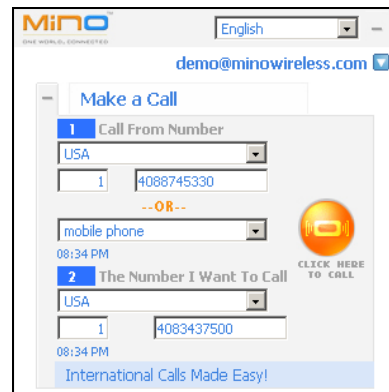 MINO
ONE WORLD, CONNECTED
English
demo@minowireless.com
Make a Call
1 Call From Number
USA
1 4088745330
--OR--
mobile phone
08:34 PM
CLICK HERE
TO CALL
2 The Number I Want To Call
USA
1 4083437500
08:34 PM
International Calls Made Easy!